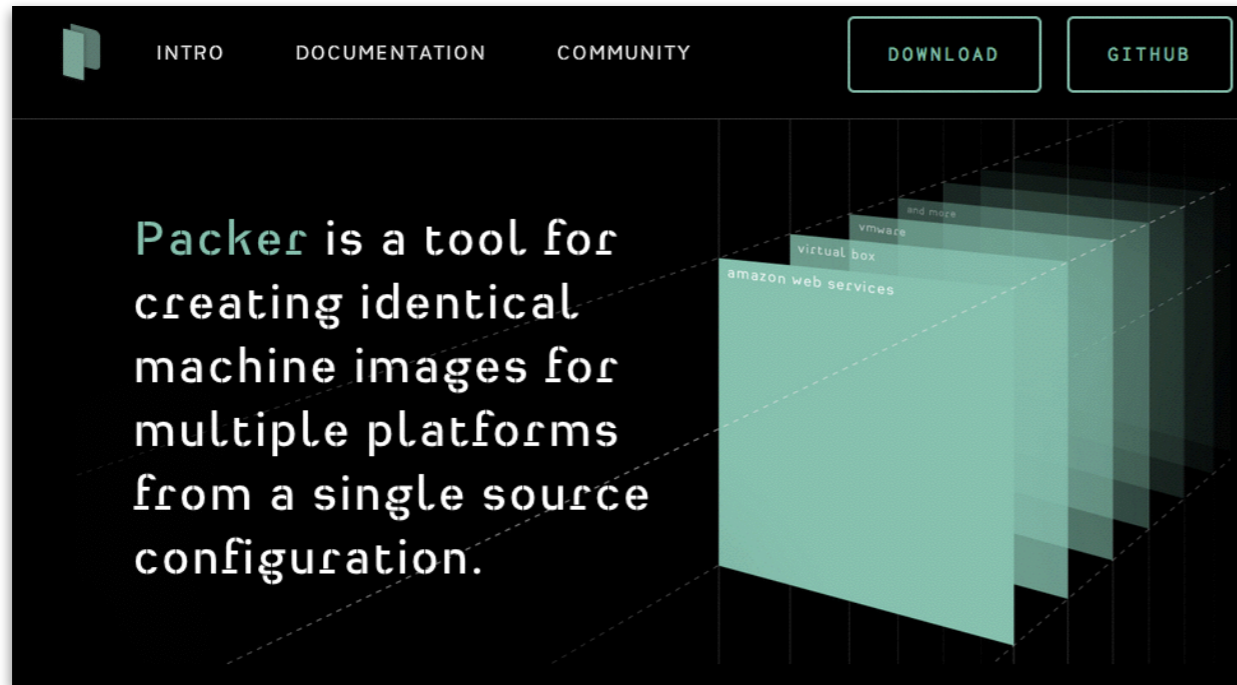 INTRO DOCUMENTATION COMMUNITY DOWNLOAD GITHUB
Packer is a tool for
creating identical
machine images for
multiple platforms
from a single source
configuration.
and more
vmware
virtual box
amazon web services